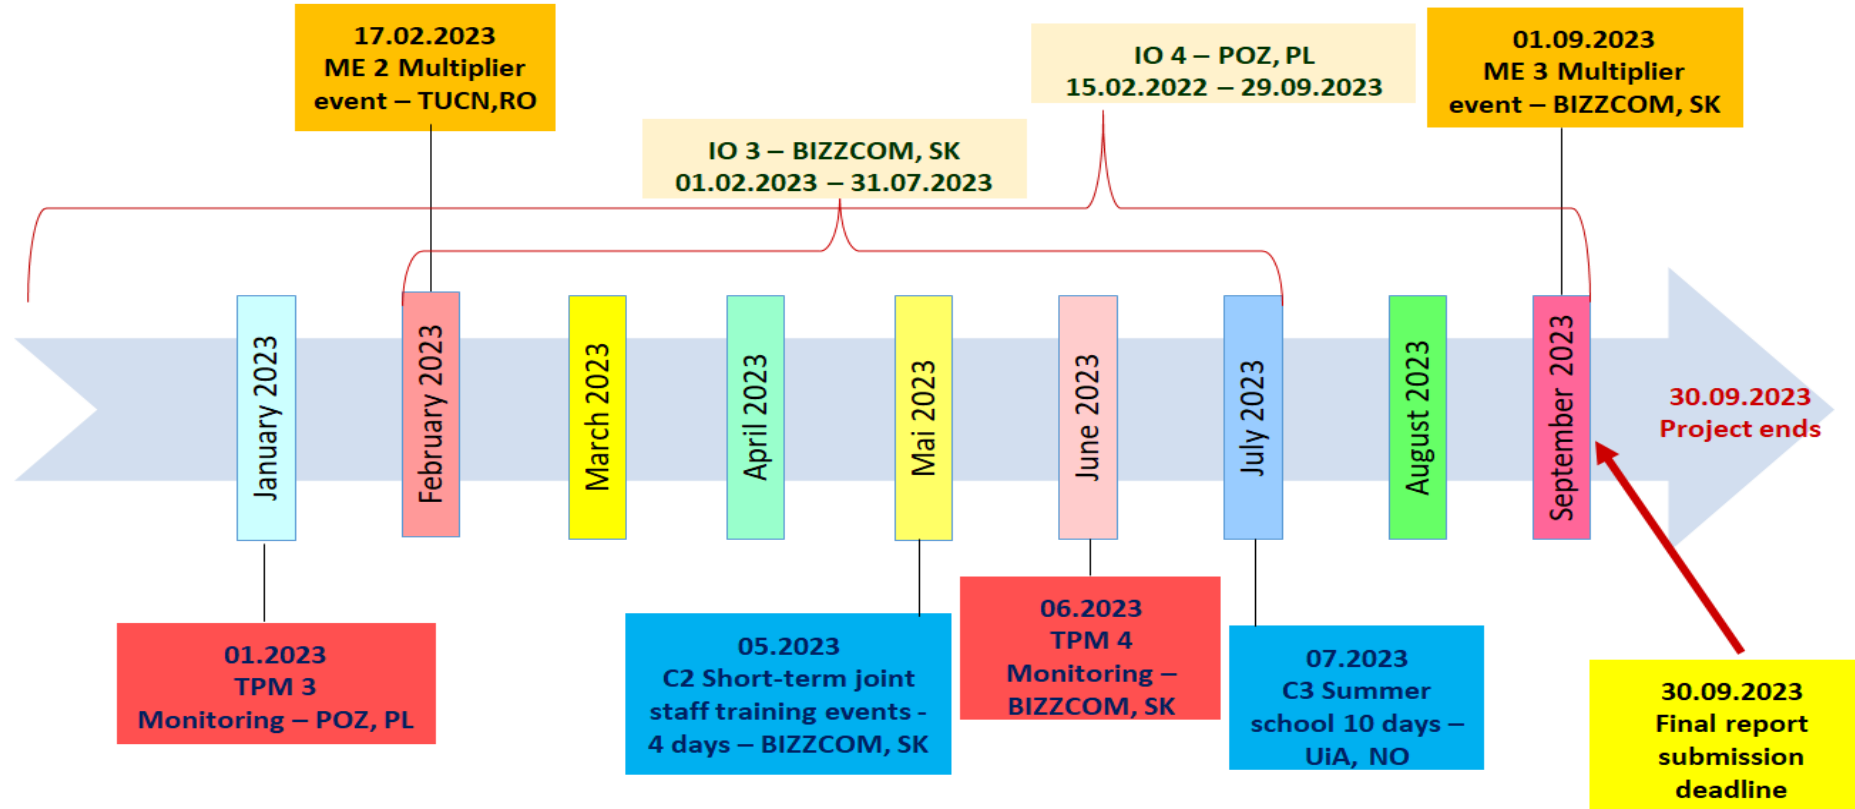 17.02.2023
ME 2 Multiplier
event – TUCN,RO
IO 4 – POZ, PL
15.02.2022 – 29.09.2023
01.09.2023
ME 3 Multiplier
event – BIZZCOM, SK
IO 3 – BIZZCOM, SK
01.02.2023 – 31.07.2023
January 2023
February 2023
March 2023
April 2023
Mai 2023
June 2023
July 2023
August 2023
September 2023
30.09.2023
Project ends
01.2023
TPM 3
Monitoring – POZ, PL
05.2023
C2 Short-term joint
staff training events -
4 days – BIZZCOM, SK
06.2023
TPM 4
Monitoring –
BIZZCOM, SK
07.2023
C3 Summer
school 10 days –
UiA, NO
30.09.2023
Final report
submission
deadline